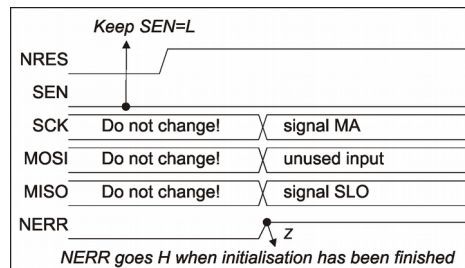 Keep SEN=L
NRES
SEN
SCK Do not change! signal MA
MOSI Do not change! unused input
MISO Do not change! signal SLO
NERR
z
NERR goes H when initialisation has been finished